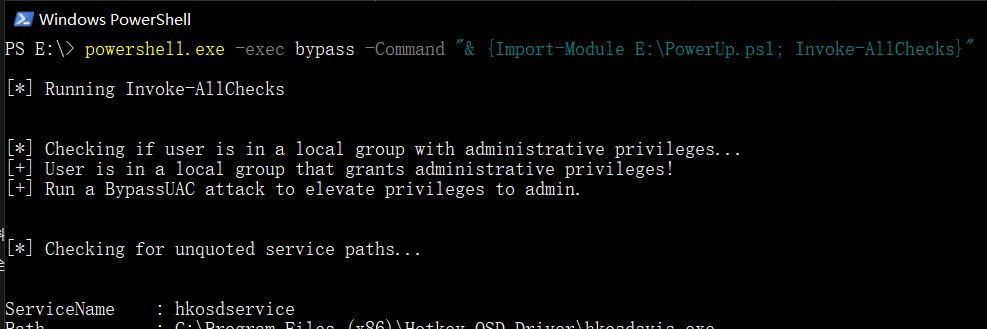 Windows PowerShell
PS E:\> powershell.exe -exec bypass -Command "& {Import-Module E:\PowerUp.ps1; Invoke-AllChecks}"
[*] Running Invoke-AllChecks
[*] Checking if user is in a local group with administrative privileges...
[+] User is in a local group that grants administrative privileges!
[+] Run a BypassUAC attack to elevate privileges to admin.
[*] Checking for unquoted service paths...
ServiceName    : hkosdservice
Path           : C:\Program Files (x86)\Hotkey OSD Driver\hkosdsvis.exe